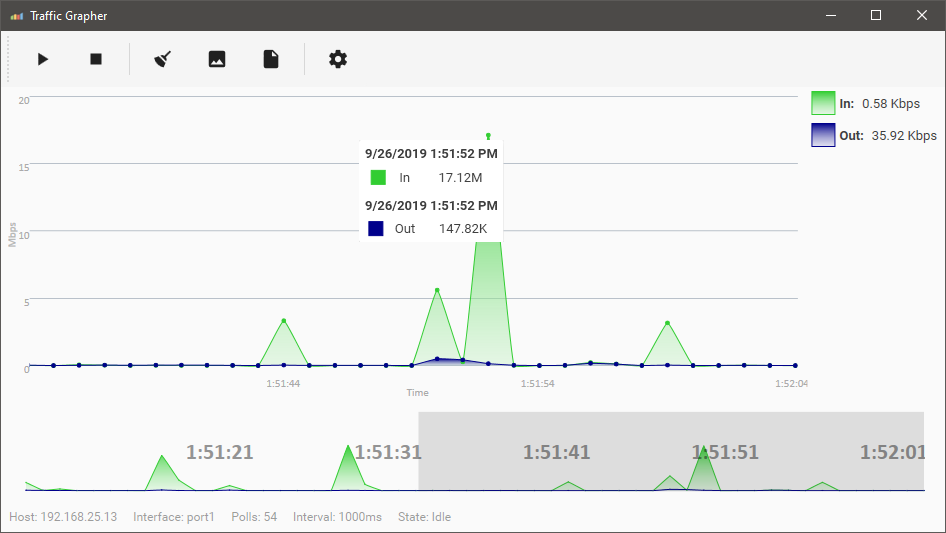 Traffic Grapher
In: 0.58 Kbps
Out: 35.92 Kbps
20
15
10
5
0
Mbps
9/26/2019 1:51:52 PM
In 17.12M
9/26/2019 1:51:52 PM
Out 147.82K
1:51:44 1:51:54 1:52:04
Time
1:51:21 1:51:31 1:51:41 1:51:51 1:52:01
Host: 192.168.25.13 Interface: port1 Polls: 54 Interval: 1000ms State: Idle